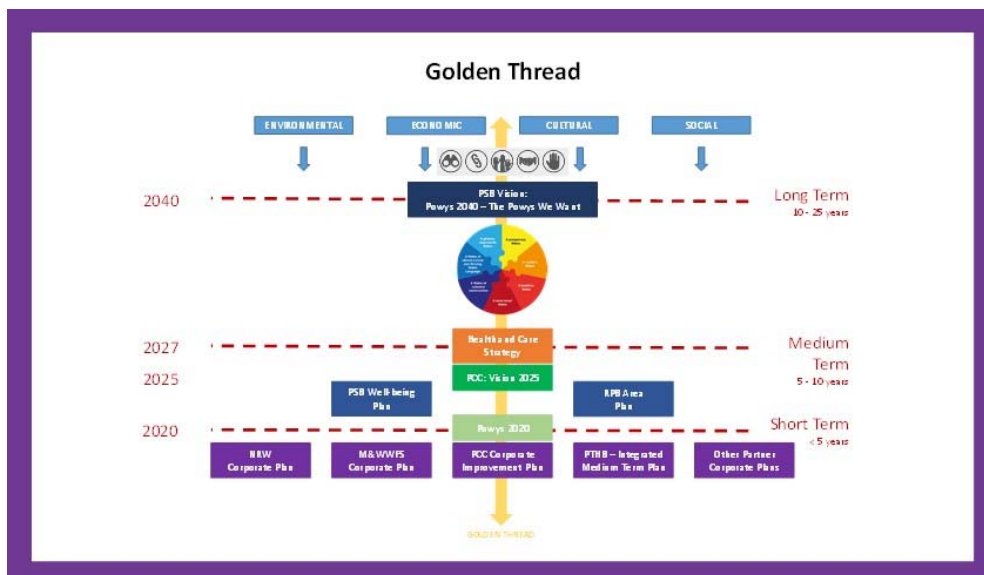 Golden Thread
ENVIRONMENTAL
ECONOMIC
CULTURAL
SOCIAL
2040
PSB Vision:
Powys 2040 – The Powys We Want
Long Term
10 - 25 years
2027
Health and Care
Strategy
Medium
Term
5 - 10 years
2025
PCC: Vision 2025
PSB Well-being
Plan
RPB Area
Plan
2020
Powys 2020
Short Term
< 5 years
NRW
Corporate Plan
M&WWFS
Corporate Plan
PCC Corporate
Improvement Plan
PTHB – Integrated
Medium Term Plan
Other Partner
Corporate Plans
GOLDEN THREAD